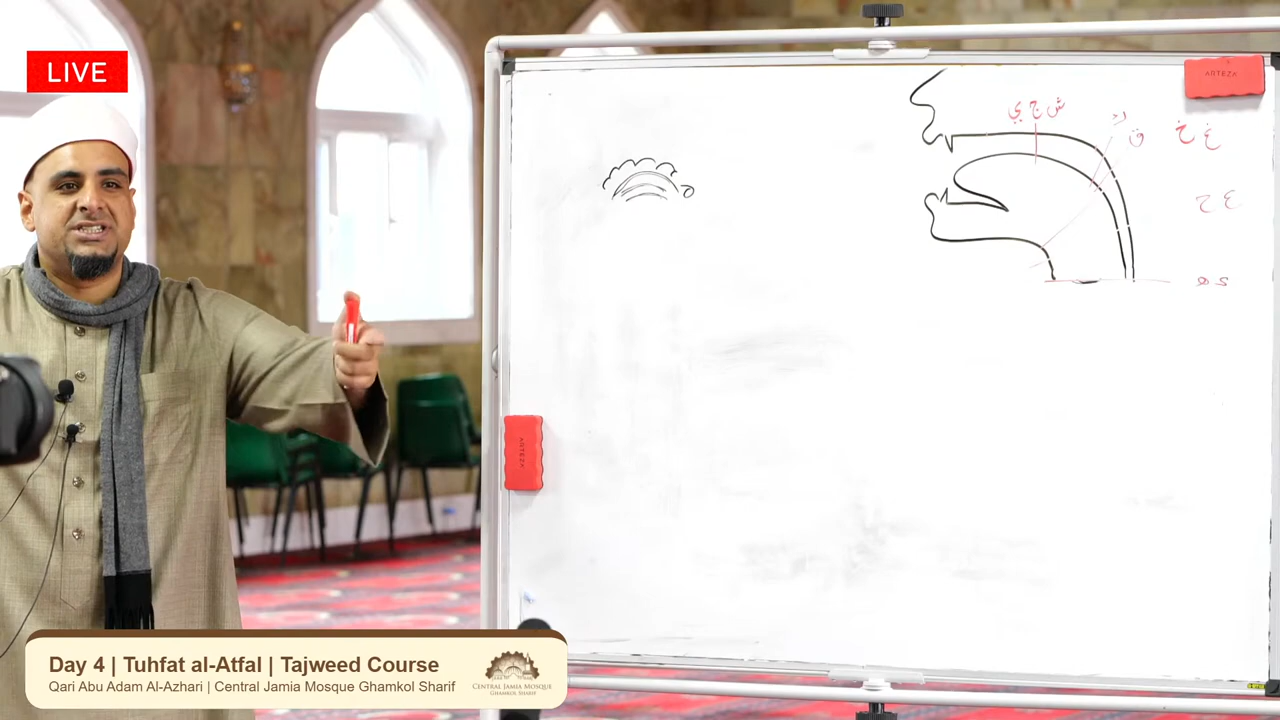 LIVE
ARTEZA
ش ج ي
ك
ق
غ خ
ع ح
ء ه
ARTEZA
Day 4 | Tuhfat al-Atfal | Tajweed Course
Qari Abu Adam Al-Azhari | Central Jamia Mosque Ghamkol Sharif
CENTRAL JAMIA MOSQUE
GHAMKOL SHARIF